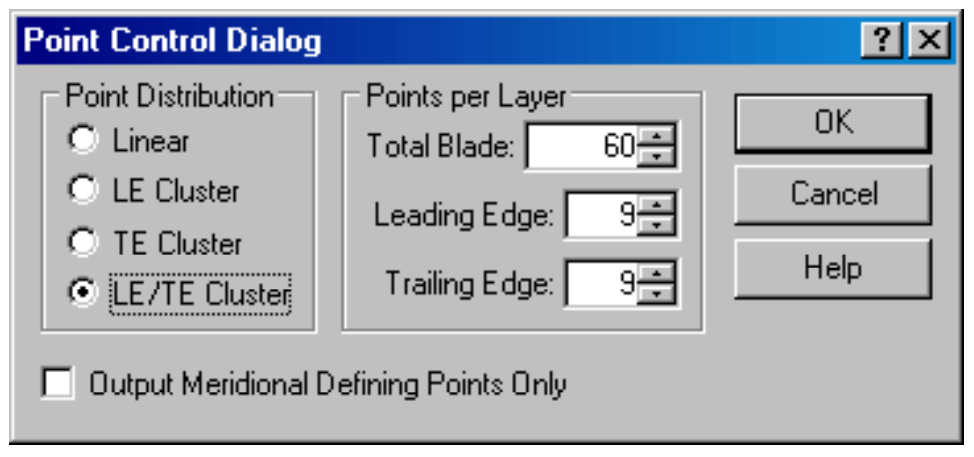 Point Control Dialog
Point Distribution
Linear
LE Cluster
TE Cluster
LE/TE Cluster
Points per Layer
Total Blade: 60
Leading Edge: 9
Trailing Edge: 9
OK
Cancel
Help
Output Meridional Defining Points Only